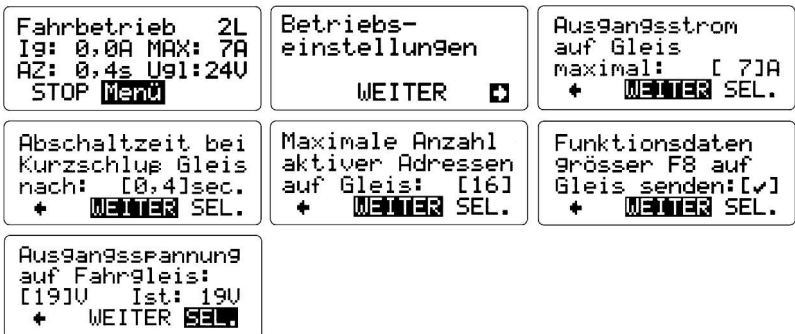 Fahrbetrieb 2L
Ig: 0,0A MAX: 7A
AZ: 0,4s Ugl:24V
STOP Menü
Betriebs-
einstellungen
WEITER →
Ausgangsstrom
auf Gleis
maximal: [ 7]A
← WEITER SEL.
Abschaltzeit bei
Kurzschluß Gleis
nach: [0,4]sec.
← WEITER SEL.
Maximale Anzahl
aktiver Adressen
auf Gleis: [16]
← WEITER SEL.
Funktionsdaten
grösser F8 auf
Gleis senden:[✓]
← WEITER SEL.
Ausgangsspannung
auf Fahrgleis:
[19]V Ist: 19V
← WEITER SEL.